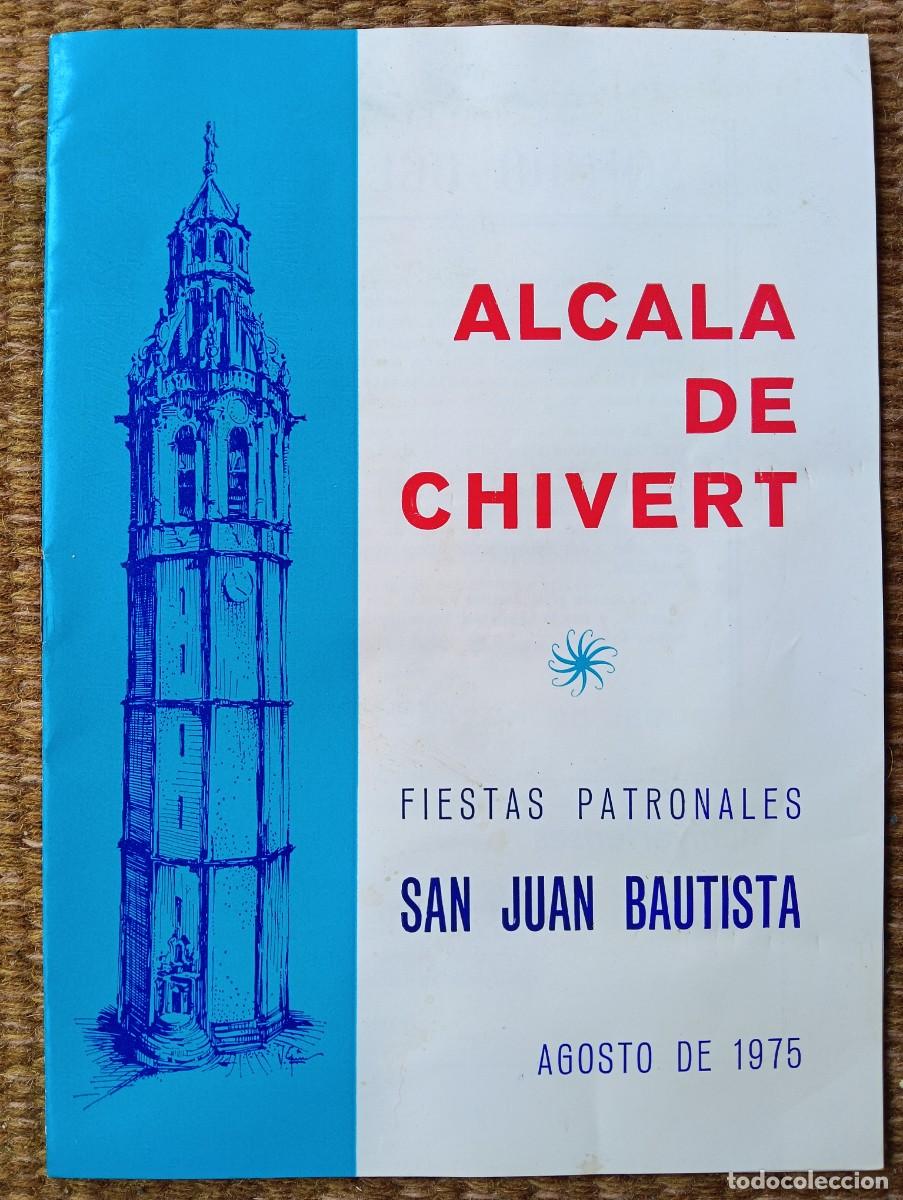 ALCALA
DE
CHIVERT
FIESTAS PATRONALES
SAN JUAN BAUTISTA
AGOSTO DE 1975
todocoleccion